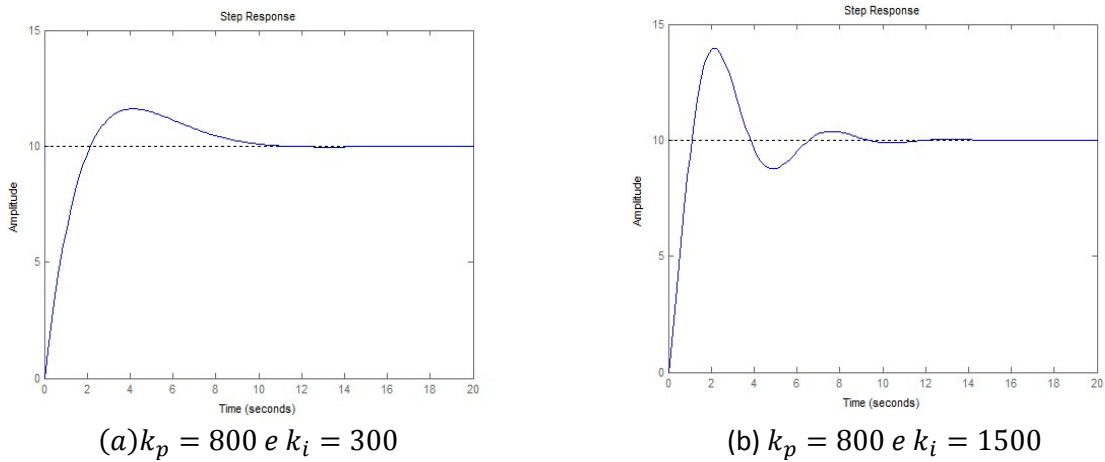 Step Response
15
10
5
0
Amplitude
0 2 4 6 8 10 12 14 16 18 20
Time (seconds)
(a)k_p = 800 e k_i = 300
Step Response
15
10
5
0
Amplitude
0 2 4 6 8 10 12 14 16 18 20
Time (seconds)
(b) k_p = 800 e k_i = 1500